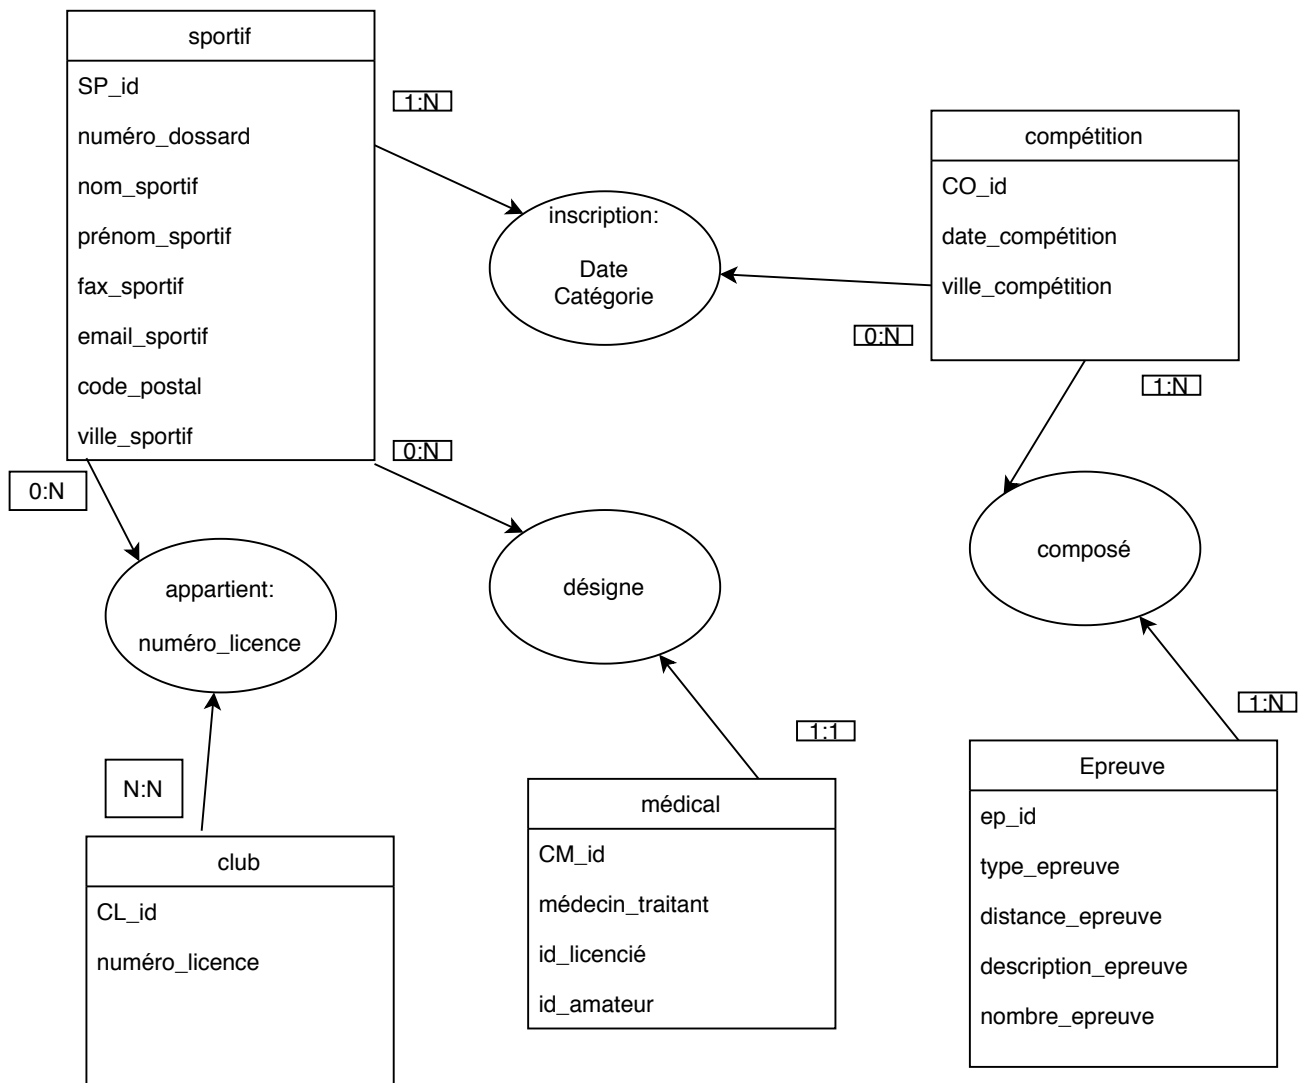 sportif
SP_id
numéro_dossard
nom_sportif
prénom_sportif
fax_sportif
email_sportif
code_postal
ville_sportif
1:N
inscription:
Date
Catégorie
compétition
CO_id
date_compétition
ville_compétition
0:N
1:N
0:N
0:N
appartient:
numéro_licence
désigne
composé
N:N
1:1
1:N
club
CL_id
numéro_licence
médical
CM_id
médecin_traitant
id_licencié
id_amateur
Epreuve
ep_id
type_epreuve
distance_epreuve
description_epreuve
nombre_epreuve